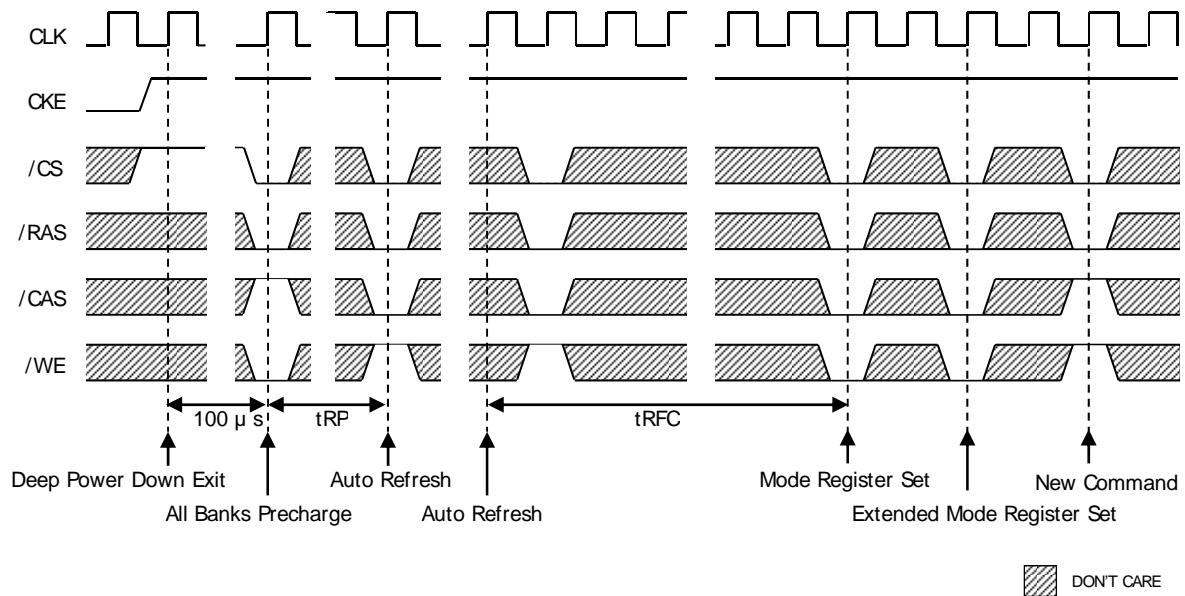 CLK
CKE
/CS
/RAS
/CAS
/WE
100 μ s
tRP
tRFC
Deep Power Down Exit
Auto Refresh
Mode Register Set
New Command
All Banks Precharge
Auto Refresh
Extended Mode Register Set
DON'T CARE